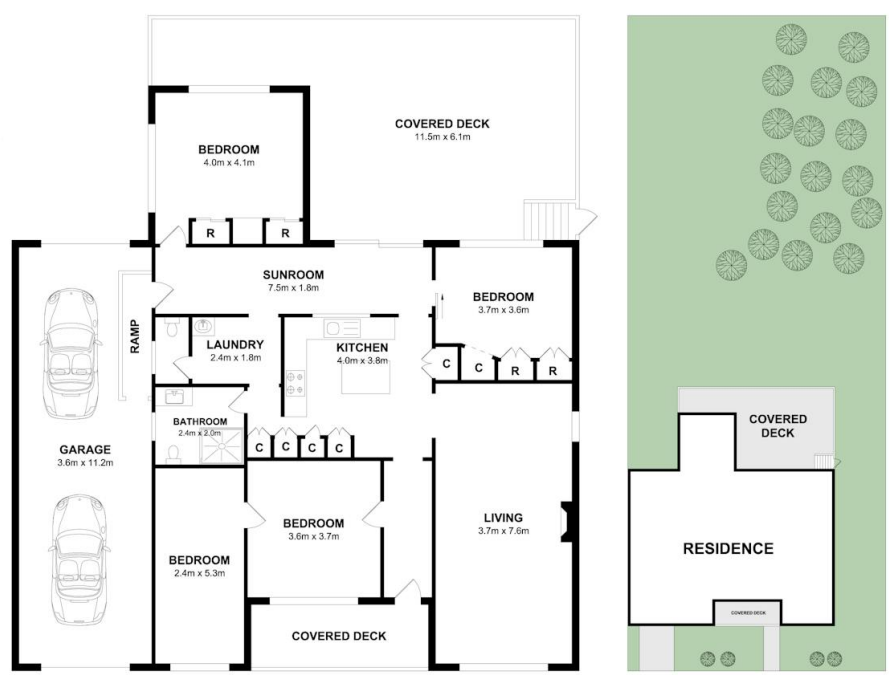 COVERED DECK
11.5m x 6.1m
BEDROOM
4.0m x 4.1m
R
R
SUNROOM
7.5m x 1.8m
BEDROOM
3.7m x 3.6m
RAMP
LAUNDRY
2.4m x 1.8m
KITCHEN
4.0m x 3.8m
C
C
R
R
BATHROOM
2.4m x 2.0m
C
C
C
C
GARAGE
3.6m x 11.2m
LIVING
3.7m x 7.6m
BEDROOM
3.6m x 3.7m
BEDROOM
2.4m x 5.3m
COVERED DECK
COVERED
DECK
RESIDENCE
COVERED DECK